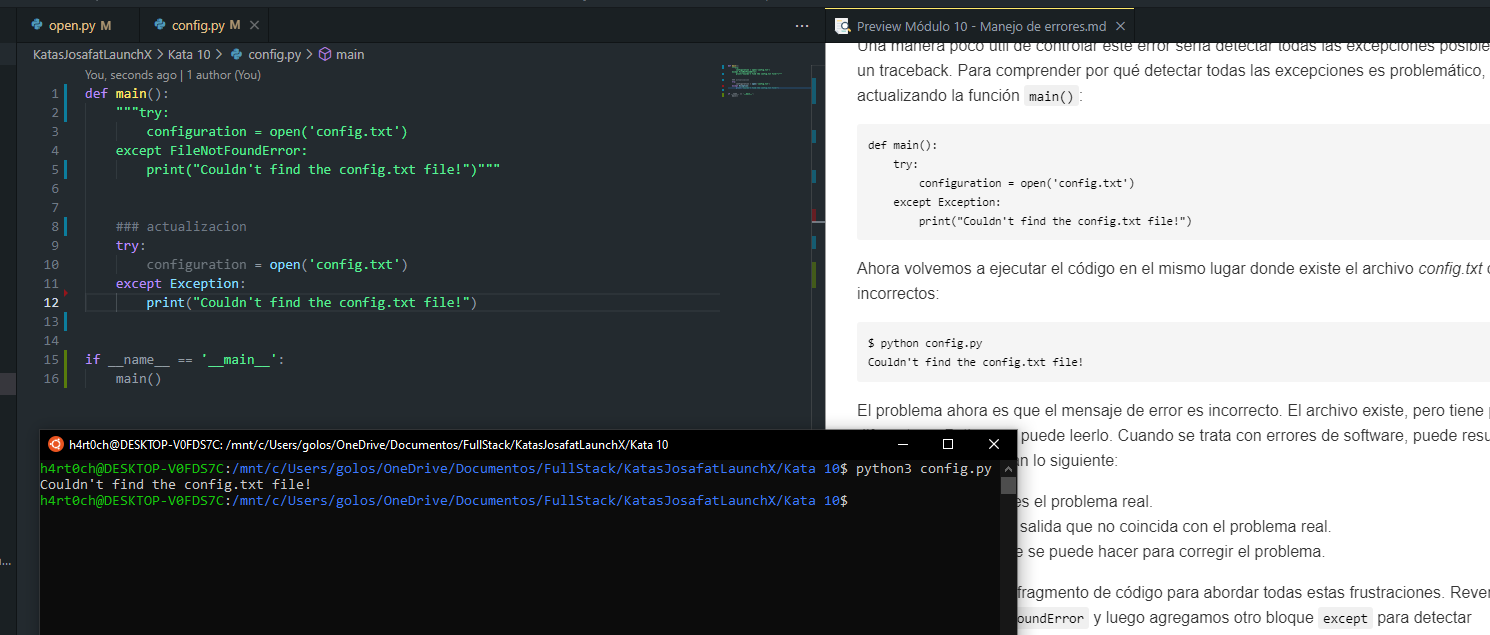 open.py M
config.py M
KatasJosafatLaunchX > Kata 10 > config.py > main
You, seconds ago | 1 author (You)
1 def main():
2 """try:
3 configuration = open('config.txt')
4 except FileNotFoundError:
5 print("Couldn't find the config.txt file!")"""
6
7
8 ### actualizacion
9 try:
10 configuration = open('config.txt')
11 except Exception:
12 print("Couldn't find the config.txt file!")
13
14
15 if __name__ == '__main__':
16 main()
Preview Módulo 10 - Manejo de errores.md
Una manera poco útil de controlar este error sería detectar todas las excepciones posible
un traceback. Para comprender por qué detectar todas las excepciones es problemático,
actualizando la función main():
def main():
try:
configuration = open('config.txt')
except Exception:
print("Couldn't find the config.txt file!")
Ahora volvemos a ejecutar el código en el mismo lugar donde existe el archivo config.txt
incorrectos:
$ python config.py
Couldn't find the config.txt file!
El problema ahora es que el mensaje de error es incorrecto. El archivo existe, pero tiene
puede leerlo. Cuando se trata con errores de software, puede resu
an lo siguiente:
es el problema real.
salida que no coincida con el problema real.
e se puede hacer para corregir el problema.
fragmento de código para abordar todas estas frustraciones. Rever
oundError y luego agregamos otro bloque except para detectar
h4rt0ch@DESKTOP-V0FDS7C: /mnt/c/Users/golos/OneDrive/Documentos/FullStack/KatasJosafatLaunchX/Kata 10
h4rt0ch@DESKTOP-V0FDS7C:/mnt/c/Users/golos/OneDrive/Documentos/FullStack/KatasJosafatLaunchX/Kata 10$ python3 config.py
Couldn't find the config.txt file!
h4rt0ch@DESKTOP-V0FDS7C:/mnt/c/Users/golos/OneDrive/Documentos/FullStack/KatasJosafatLaunchX/Kata 10$